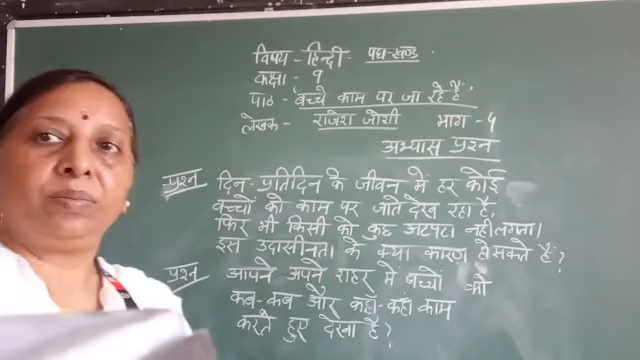 विषय - हिन्दी - पद्य-खण्ड
कक्षा - 9
पाठ - बच्चे काम पर जा रहे हैं
लेखक - राजेश जोशी भाग - 4
अभ्यास प्रश्न
प्रश्न दिन-प्रतिदिन के जीवन में हर कोई
बच्चों को काम पर जाते देख रहा है,
फिर भी किसी को कुछ अटपटा नहीं लगता।
इस उदासीनता के क्या कारण हो सकते हैं?
प्रश्न आपने अपने शहर में बच्चों को
कब-कब और कहाँ-कहां काम
करते हुए देखा है?